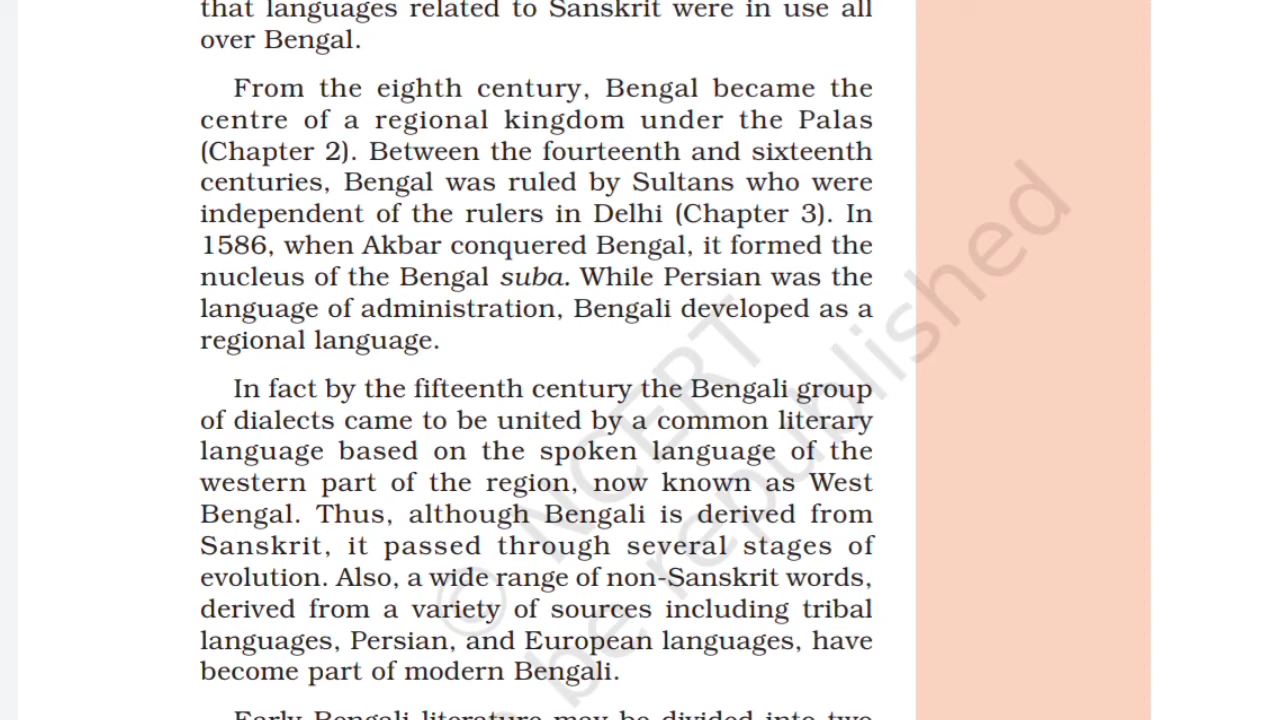 that languages related to Sanskrit were in use all
over Bengal.
From the eighth century, Bengal became the
centre of a regional kingdom under the Palas
(Chapter 2). Between the fourteenth and sixteenth
centuries, Bengal was ruled by Sultans who were
independent of the rulers in Delhi (Chapter 3). In
1586, when Akbar conquered Bengal, it formed the
nucleus of the Bengal suba. While Persian was the
language of administration, Bengali developed as a
regional language.
In fact by the fifteenth century the Bengali group
of dialects came to be united by a common literary
language based on the spoken language of the
western part of the region, now known as West
Bengal. Thus, although Bengali is derived from
Sanskrit, it passed through several stages of
evolution. Also, a wide range of non-Sanskrit words,
derived from a variety of sources including tribal
languages, Persian, and European languages, have
become part of modern Bengali.
Early Bengali literature may be divided into two
© NCERT
be republished